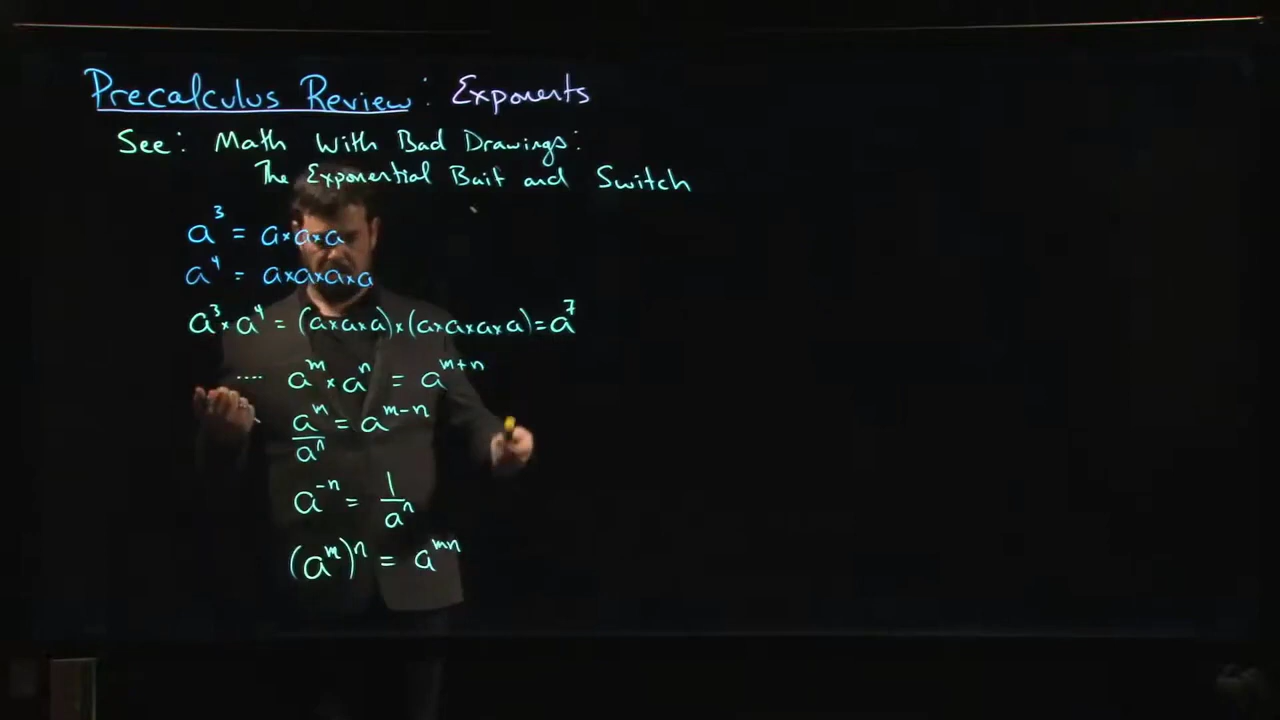 Precalculus Review: Exponents
See: Math With Bad Drawings:
The Exponential Bait and Switch
a³ = a×a×a
a⁴ = a×a×a×a
a³×a⁴ = (a×a×a)×(a×a×a×a)=a⁷
.... aᵐ × aⁿ = aᵐ⁺ⁿ
aᵐ/aⁿ = aᵐ⁻ⁿ
a⁻ⁿ = 1/aⁿ
(aᵐ)ⁿ = aᵐⁿ